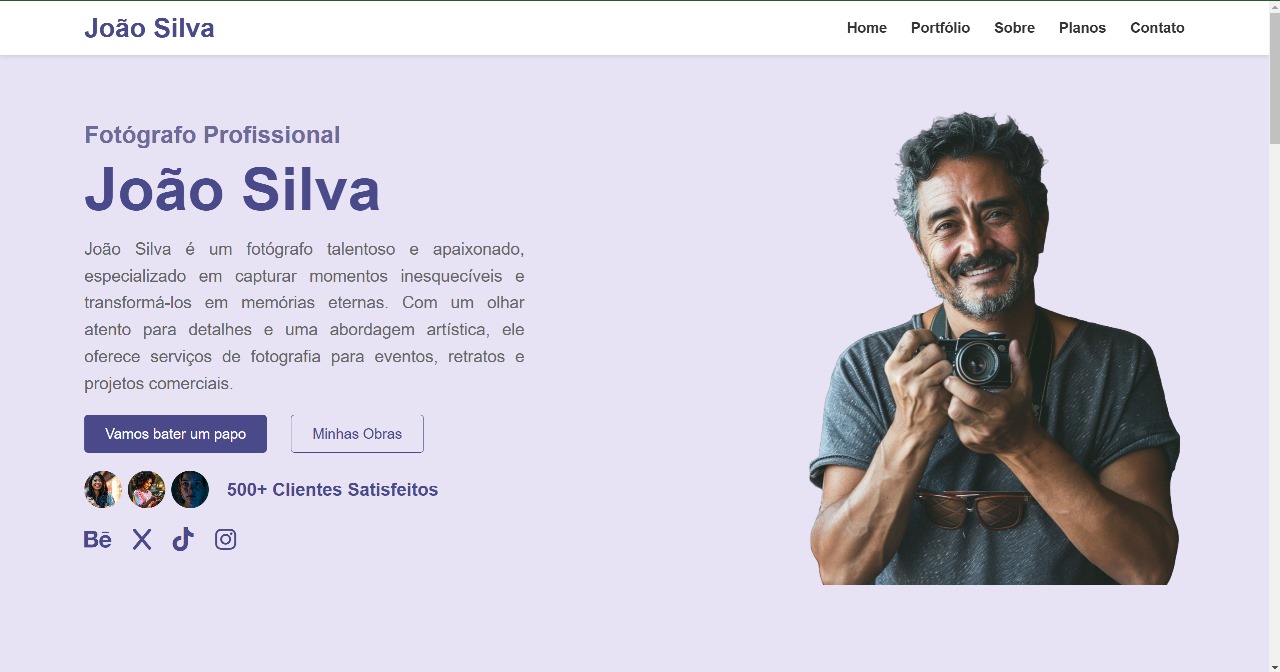 João Silva
Home Portfólio Sobre Planos Contato
Fotógrafo Profissional
João Silva
João Silva é um fotógrafo talentoso e apaixonado,
especializado em capturar momentos inesquecíveis e
transformá-los em memórias eternas. Com um olhar
atento para detalhes e uma abordagem artística, ele
oferece serviços de fotografia para eventos, retratos e
projetos comerciais.
Vamos bater um papo
Minhas Obras
500+ Clientes Satisfeitos
Bē